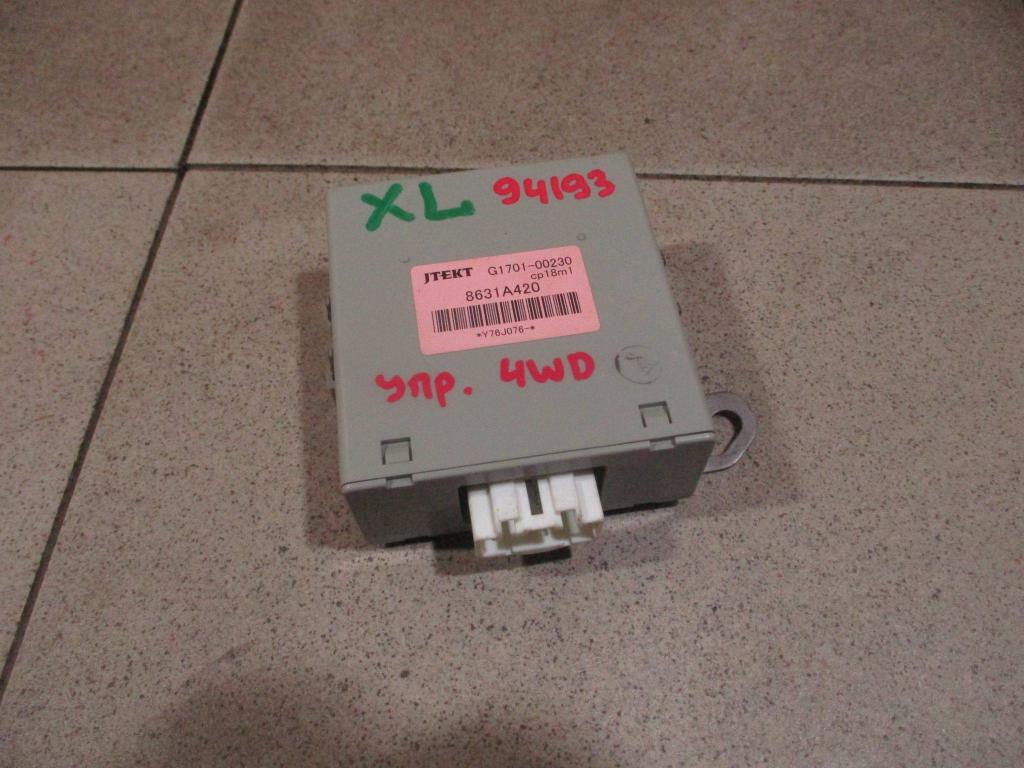 XL 94193
JTEKT G1701-00230
cp18m1
8631A420
*Y76J076-*
упр. 4WD